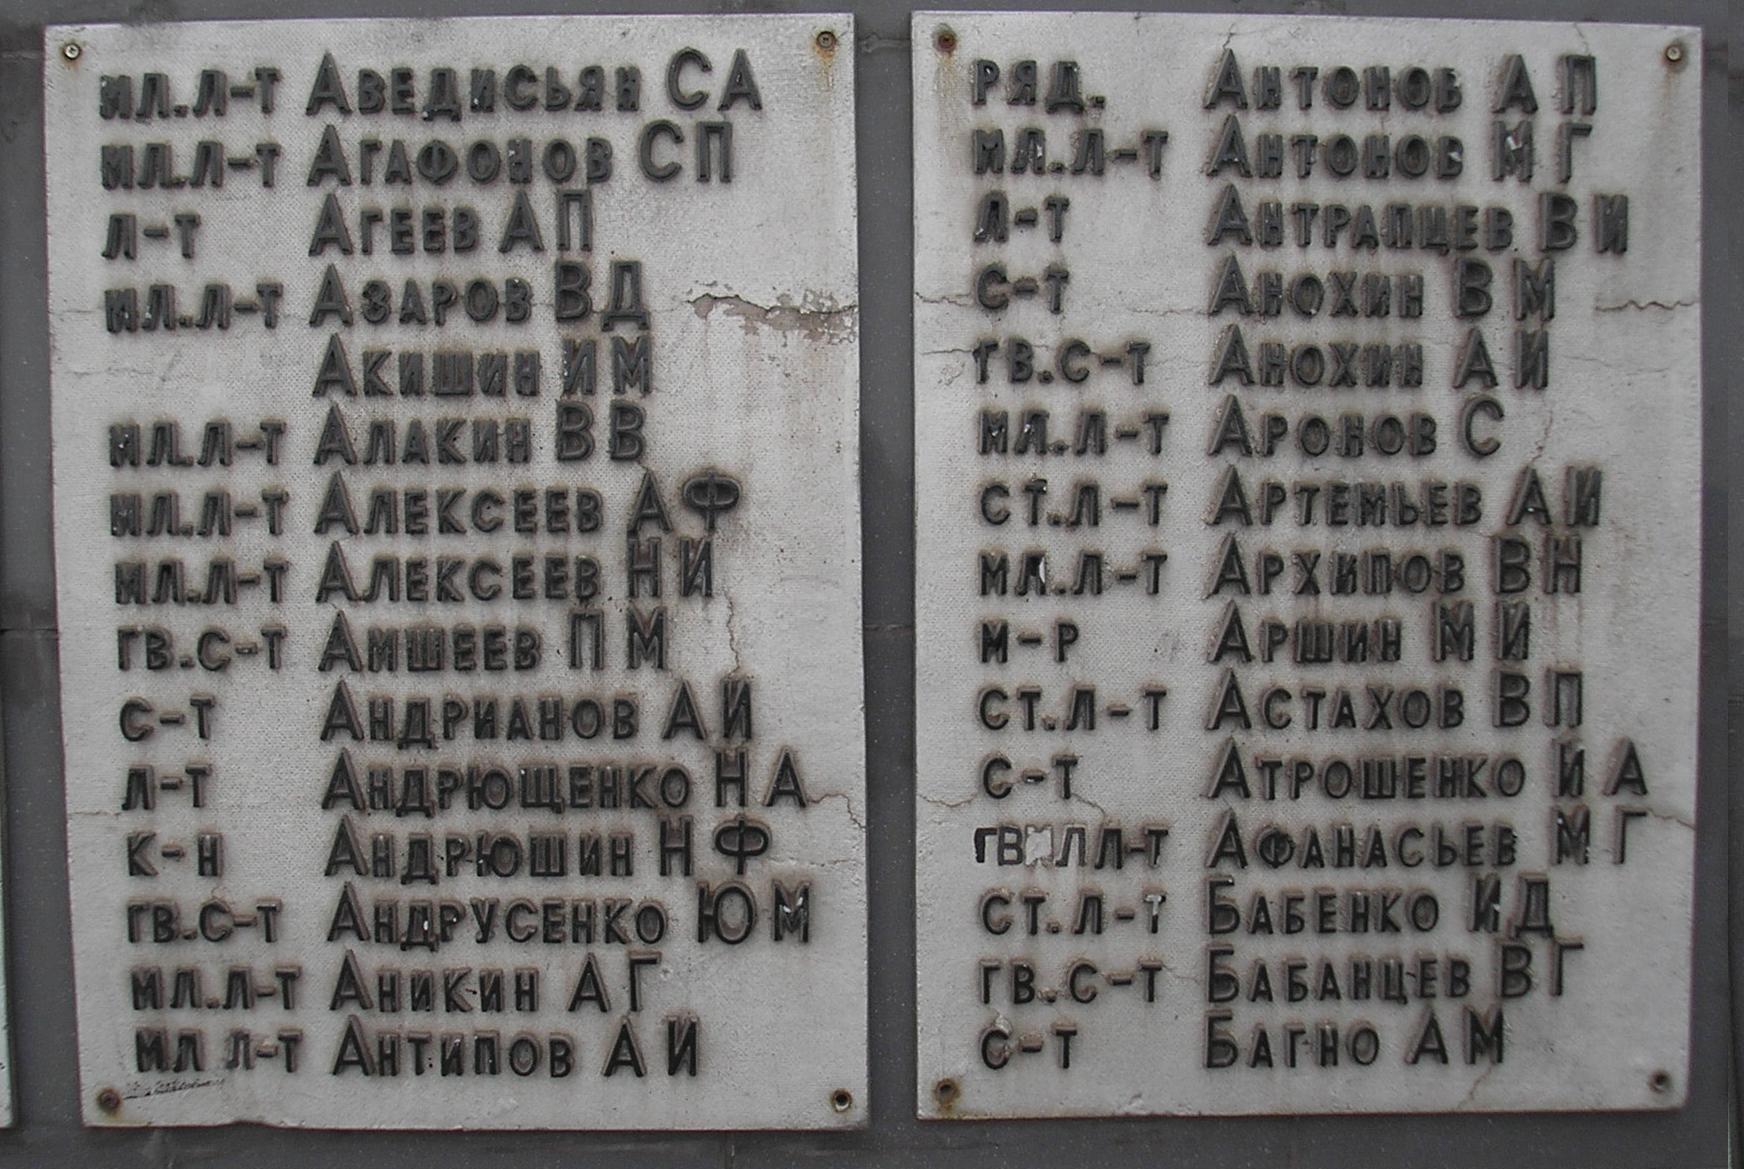 мл.л-т Аведисьян СА
мл.л-т Агафонов СП
л-т Агеев АП
мл.л-т Азаров ВД
Акишин ИМ
мл.л-т Алакин ВВ
мл.л-т Алексеев АФ
мл.л-т Алексеев НИ
гв.с-т Амшеев ПМ
с-т Андрианов АИ
л-т Андрющенко НА
к-н Андрюшин НФ
гв.с-т Андрусенко ЮМ
мл.л-т Аникин АГ
мл л-т Антипов АИ
ряд. Антонов АП
мл.л-т Антонов МГ
л-т Антрапцев ВИ
с-т Анохин ВМ
гв.с-т Анохин АИ
мл.л-т Аронов С
ст.л-т Артемьев АИ
мл.л-т Архипов ВН
м-р Аршин МИ
ст.л-т Астахов ВП
с-т Атрошенко ИА
гвмлл-т Афанасьев МГ
ст.л-т Бабенко ИД
гв.с-т Бабанцев ВГ
с-т Багно АМ